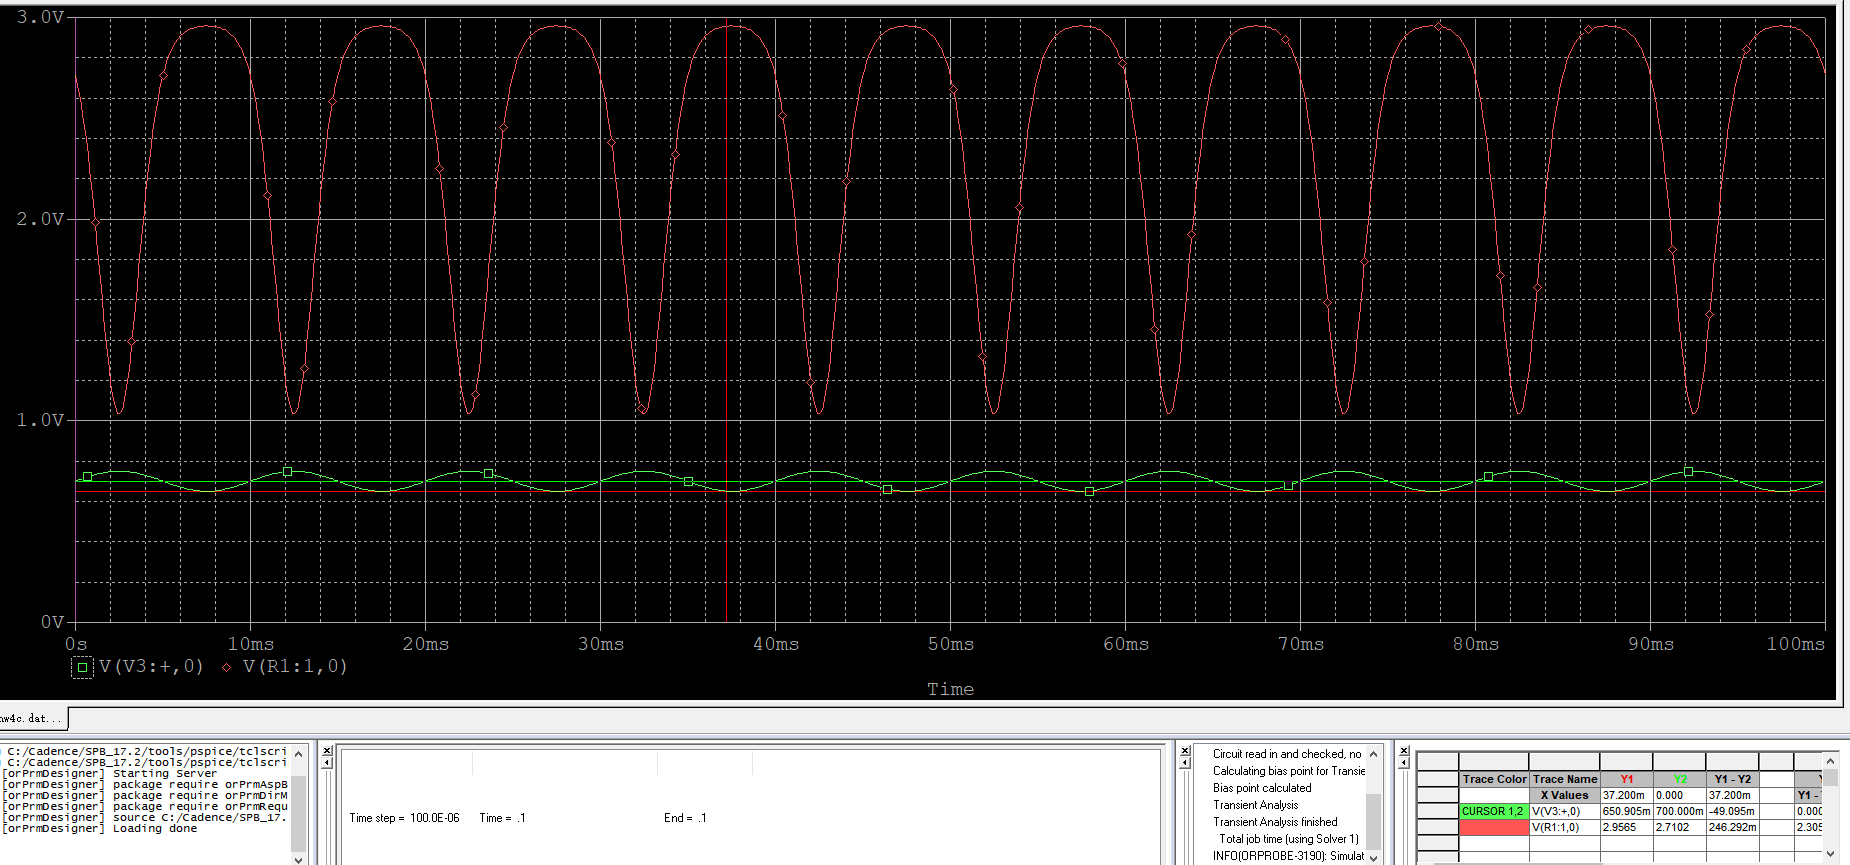 3.0V
2.0V
1.0V
0V
0s 10ms 20ms 30ms 40ms 50ms 60ms 70ms 80ms 90ms 100ms
V(V3:+,0) V(R1:1,0)
Time
w4c.dat...
C:/Cadence/SPB_17.2/tools/pspice/tclscri
C:/Cadence/SPB_17.2/tools/pspice/tclscri
[orPrmDesigner] Starting Server
[orPrmDesigner] package require orPrmAspB
[orPrmDesigner] package require orPrmDirM
[orPrmDesigner] package require orPrmRequ
[orPrmDesigner] source C:/Cadence/SPB_17.
[orPrmDesigner] Loading done
Time step = 100.0E-06 Time = .1 End = .1
Circuit read in and checked, no
Calculating bias point for Transie
Bias point calculated
Transient Analysis
Transient Analysis finished
Total job time (using Solver 1)
INFO(ORPROBE-3190): Simulat
Trace Color Trace Name Y1 Y2 Y1 - Y2
X Values 37.200m 0.000 37.200m Y1 -
CURSOR 1,2 V(V3:+,0) 650.905m 700.000m -49.095m 0.000
V(R1:1,0) 2.9565 2.7102 246.292m 2.305